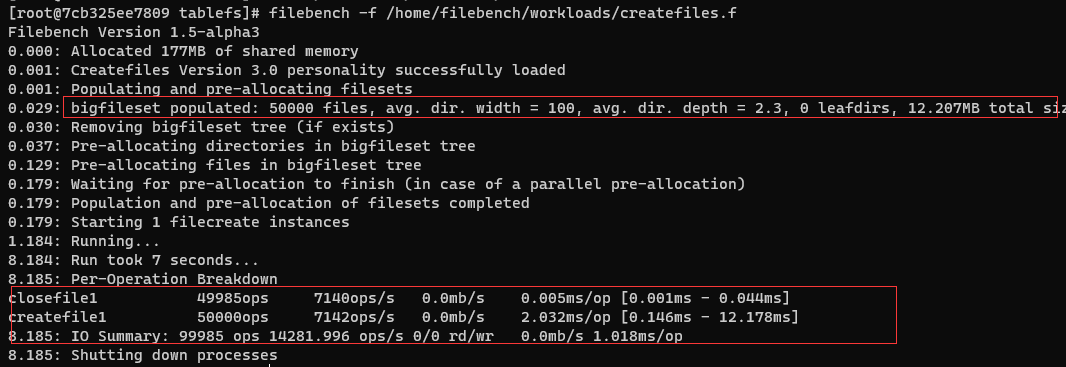 [root@7cb325ee7809 tablefs]# filebench -f /home/filebench/workloads/createfiles.f
Filebench Version 1.5-alpha3
0.000: Allocated 177MB of shared memory
0.001: Createfiles Version 3.0 personality successfully loaded
0.001: Populating and pre-allocating filesets
0.029: bigfileset populated: 50000 files, avg. dir. width = 100, avg. dir. depth = 2.3, 0 leafdirs, 12.207MB total siz
0.030: Removing bigfileset tree (if exists)
0.037: Pre-allocating directories in bigfileset tree
0.129: Pre-allocating files in bigfileset tree
0.179: Waiting for pre-allocation to finish (in case of a parallel pre-allocation)
0.179: Population and pre-allocation of filesets completed
0.179: Starting 1 filecreate instances
1.184: Running...
8.184: Run took 7 seconds...
8.185: Per-Operation Breakdown
closefile1           49985ops     7140ops/s   0.0mb/s    0.005ms/op [0.001ms - 0.044ms]
createfile1          50000ops     7142ops/s   0.0mb/s    2.032ms/op [0.146ms - 12.178ms]
8.185: IO Summary: 99985 ops 14281.996 ops/s 0/0 rd/wr   0.0mb/s 1.018ms/op
8.185: Shutting down processes